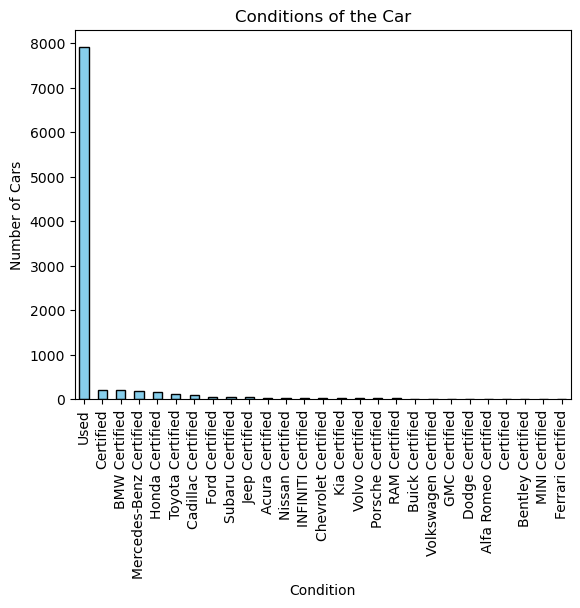 Conditions of the Car
8000
7000
6000
5000
4000
3000
2000
1000
0
Number of Cars
Used
Certified
BMW Certified
Mercedes-Benz Certified
Honda Certified
Toyota Certified
Cadillac Certified
Ford Certified
Subaru Certified
Jeep Certified
Acura Certified
Nissan Certified
INFINITI Certified
Chevrolet Certified
Kia Certified
Volvo Certified
Porsche Certified
RAM Certified
Buick Certified
Volkswagen Certified
GMC Certified
Dodge Certified
Alfa Romeo Certified
Certified
Bentley Certified
MINI Certified
Ferrari Certified
Condition